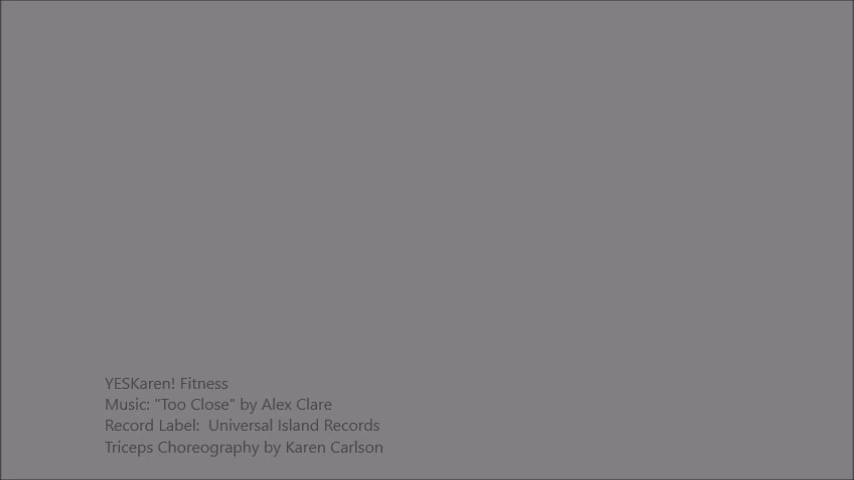 YESKaren! Fitness
Music: "Too Close" by Alex Clare
Record Label:  Universal Island Records
Triceps Choreography by Karen Carlson